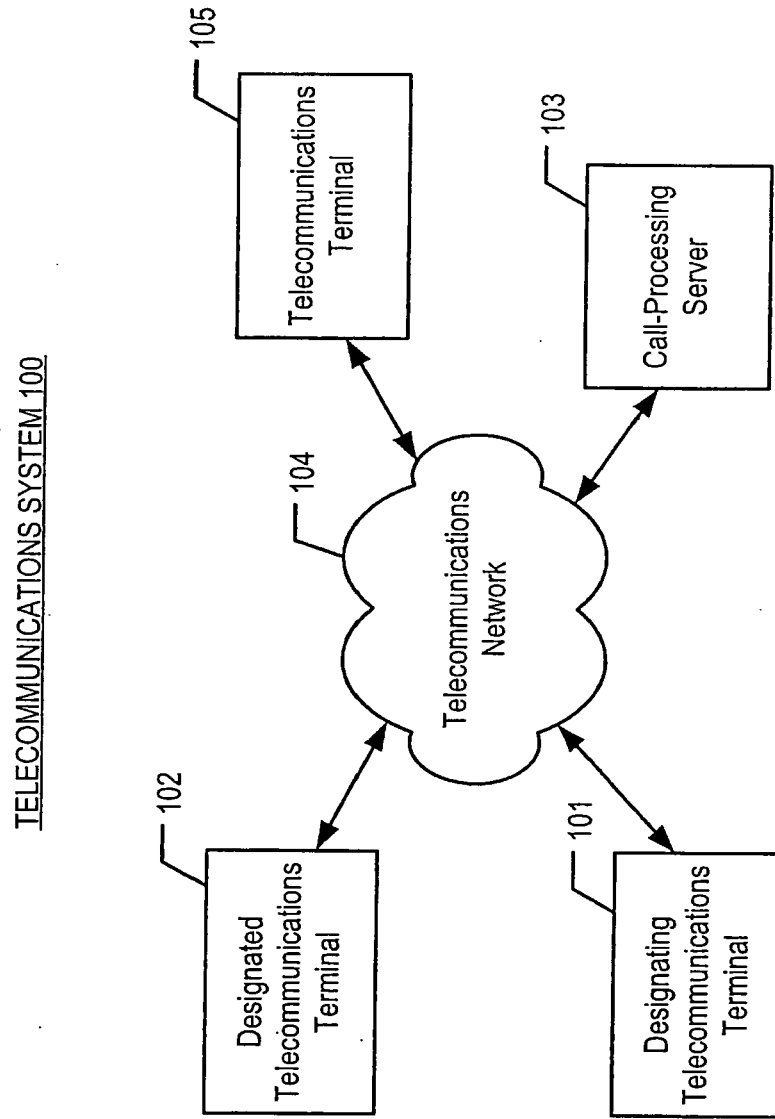 TELECOMMUNICATIONS SYSTEM 100
102
Designated
Telecommunications
Terminal
105
Telecommunications
Terminal
104
Telecommunications
Network
101
Designating
Telecommunications
Terminal
103
Call-Processing
Server